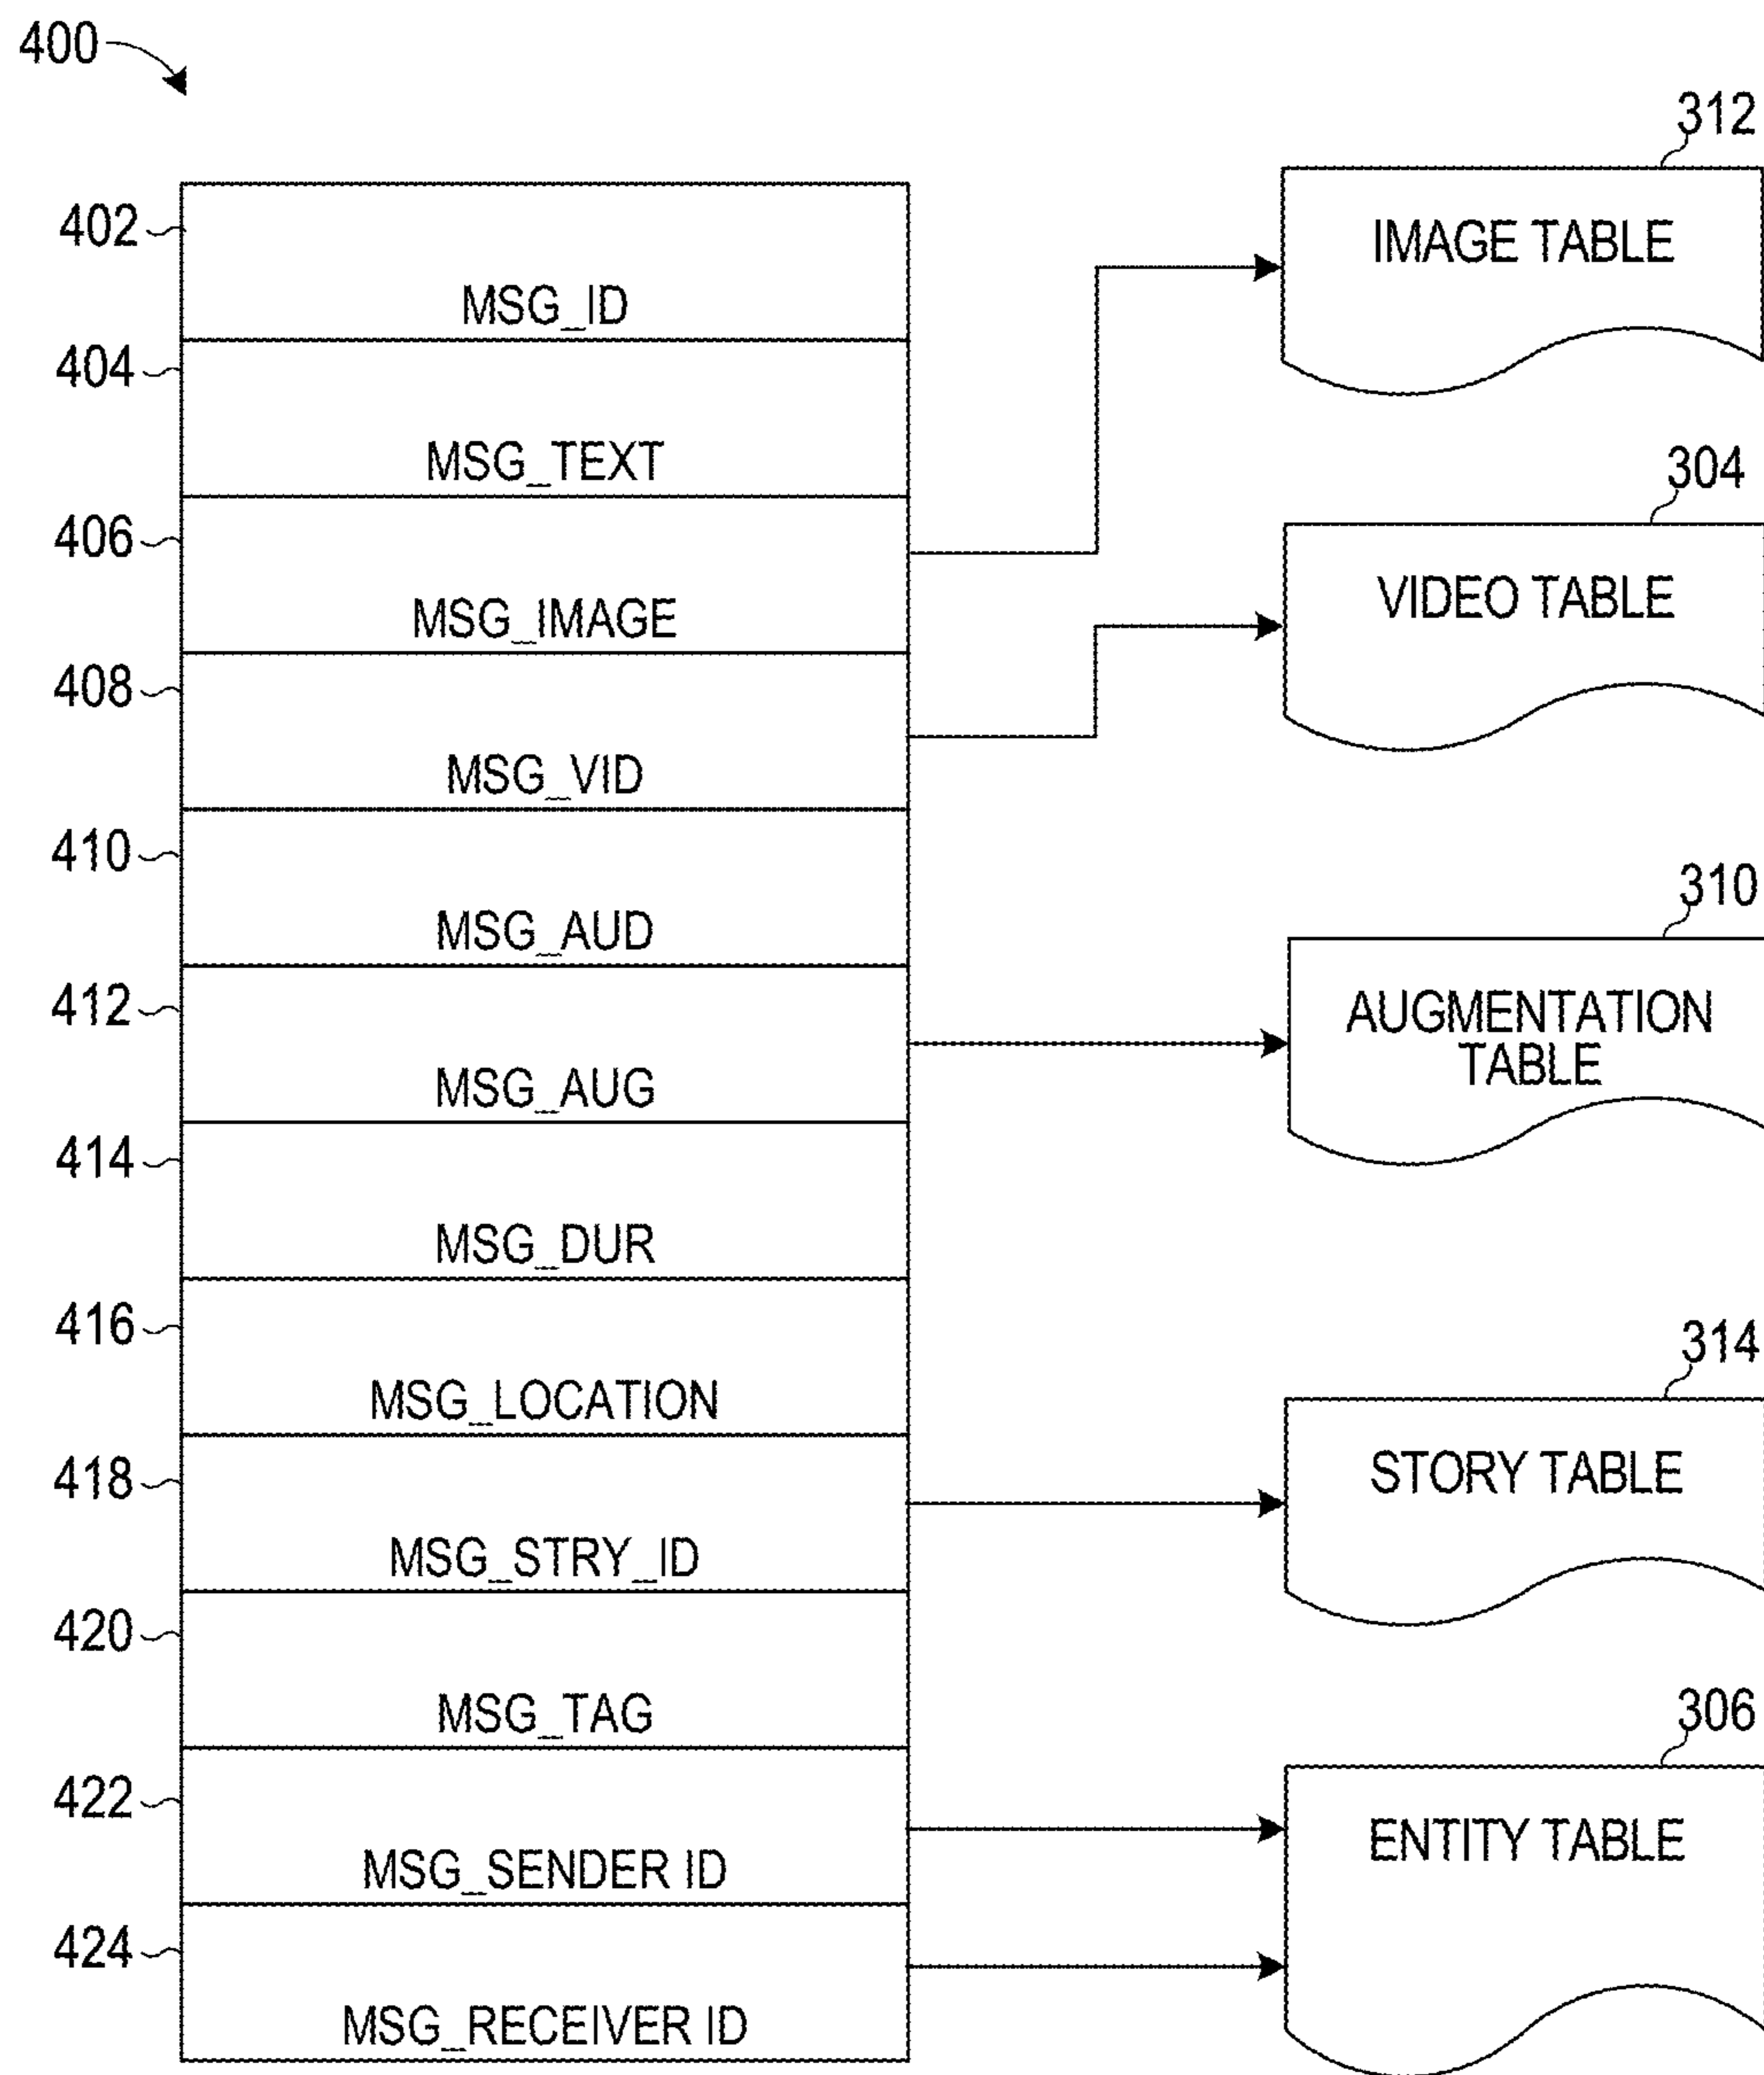 400
312
402
IMAGE TABLE
MSG_ID
404
MSG_TEXT
304
406
VIDEO TABLE
MSG_IMAGE
408
MSG_VID
410
310
MSG_AUD
412
AUGMENTATION
TABLE
MSG_AUG
414
MSG_DUR
416
314
MSG_LOCATION
418
STORY TABLE
MSG_STRY_ID
420
MSG_TAG
306
422
ENTITY TABLE
MSG_SENDER ID
424
MSG_RECEIVER ID